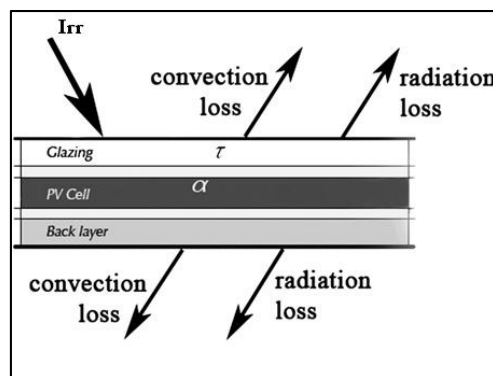 Irr
convection
loss
radiation
loss
Glazing
τ
α
PV Cell
Back layer
convection
loss
radiation
loss